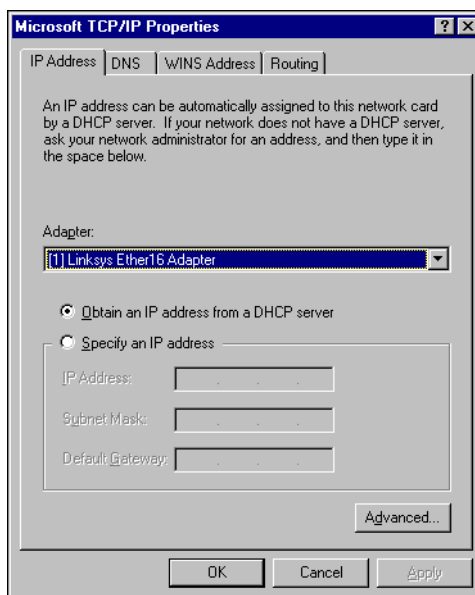 Microsoft TCP/IP Properties
IP Address DNS WINS Address Routing
An IP address can be automatically assigned to this network card
by a DHCP server. If your network does not have a DHCP server,
ask your network administrator for an address, and then type it in
the space below.
Adapter:
[1] Linksys Ether16 Adapter
Obtain an IP address from a DHCP server
Specify an IP address
IP Address:
Subnet Mask:
Default Gateway:
Advanced...
OK Cancel Apply